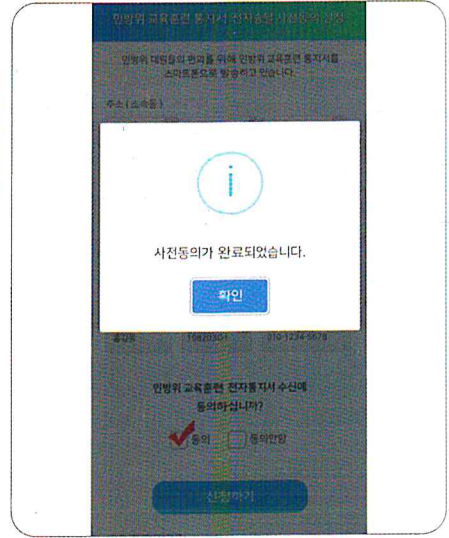 민방위 교육훈련 통지서 전자송달 사전동의 신청
민방위 대원들의 편의를 위해 민방위 교육훈련 통지서를
스마트폰으로 발송하고 있습니다.
주소 (소속동)
i
사전동의가 완료되었습니다.
확인
010-1234-5678
민방위 교육훈련 전자통지서 수신에
동의하십니까?
동의 동의안함
신청하기